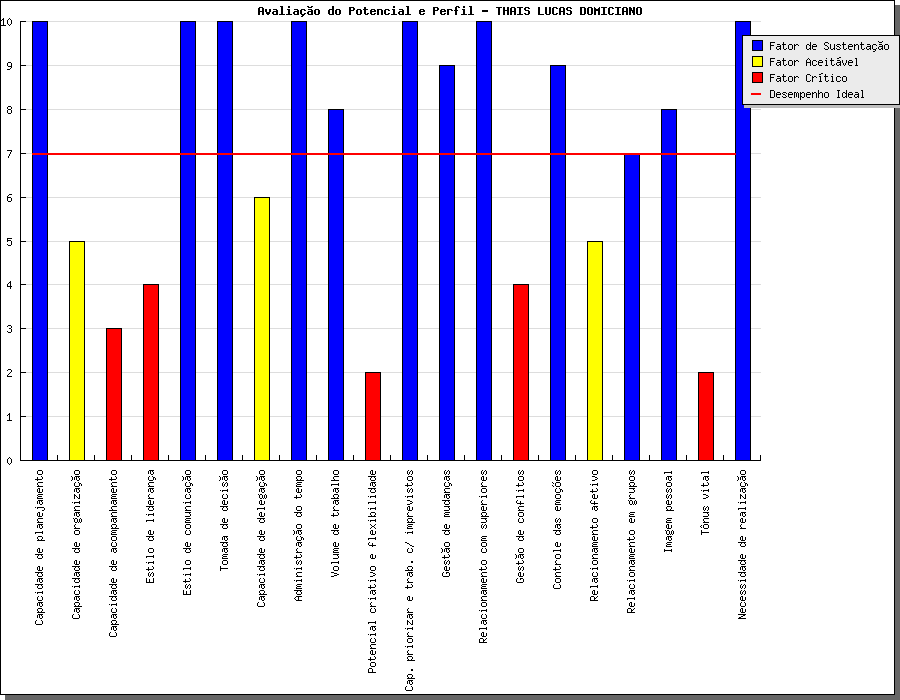 Avaliação do Potencial e Perfil - THAIS LUCAS DOMICIANO
10
9
8
7
6
5
4
3
2
1
0
Fator de Sustentação
Fator Aceitável
Fator Crítico
Desempenho Ideal
Capacidade de planejamento
Capacidade de organização
Capacidade de acompanhamento
Estilo de liderança
Estilo de comunicação
Tomada de decisão
Capacidade de delegação
Administração do tempo
Volume de trabalho
Potencial criativo e flexibilidade
Cap. priorizar e trab. c/ imprevistos
Gestão de mudanças
Relacionamento com superiores
Gestão de conflitos
Controle das emoções
Relacionamento afetivo
Relacionamento em grupos
Imagem pessoal
Tônus vital
Necessidade de realização